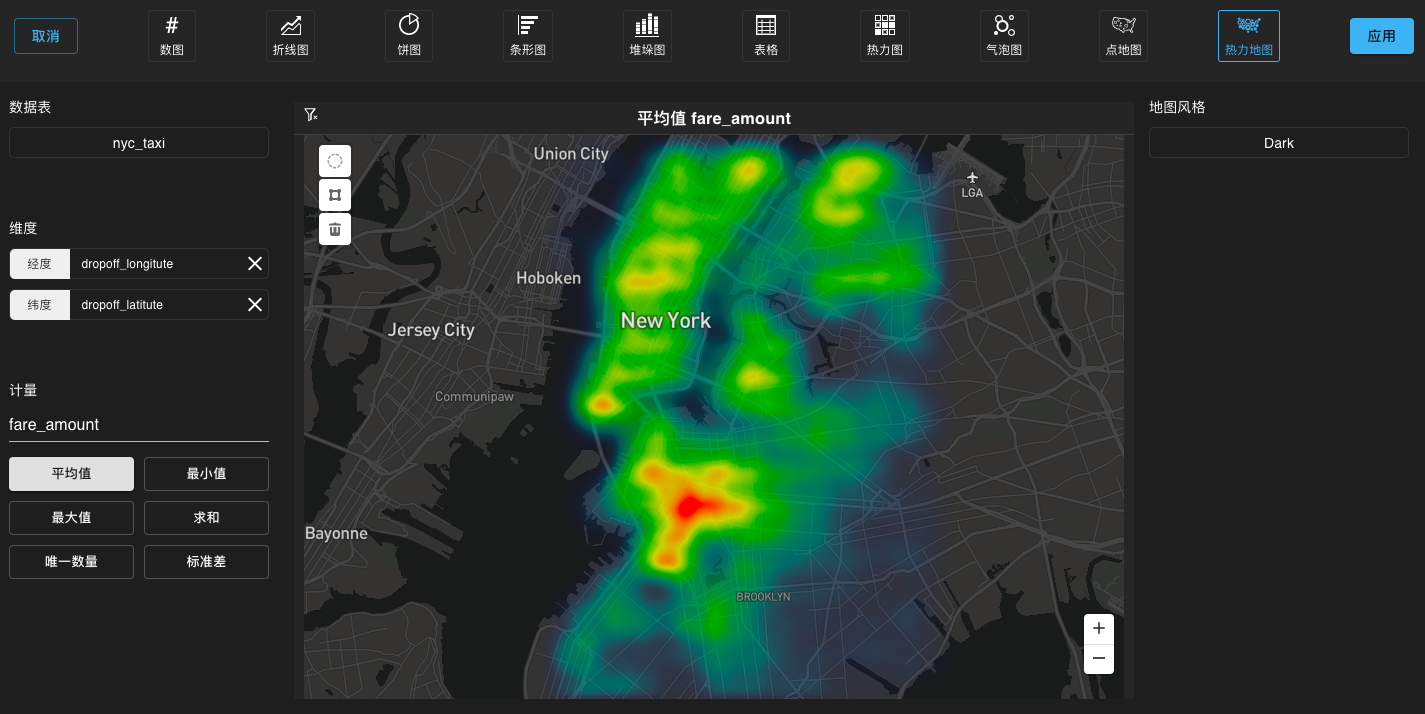 取消
数图
折线图
饼图
条形图
堆垛图
表格
热力图
气泡图
点地图
热力地图
应用
数据表
nyc_taxi
维度
经度 dropoff_longitute
纬度 dropoff_latitute
计量
fare_amount
平均值 最小值
最大值 求和
唯一数量 标准差
平均值 fare_amount
Union City
LGA
Hoboken
New York
Jersey City
Communipaw
Bayonne
BROOKLYN
+
−
地图风格
Dark